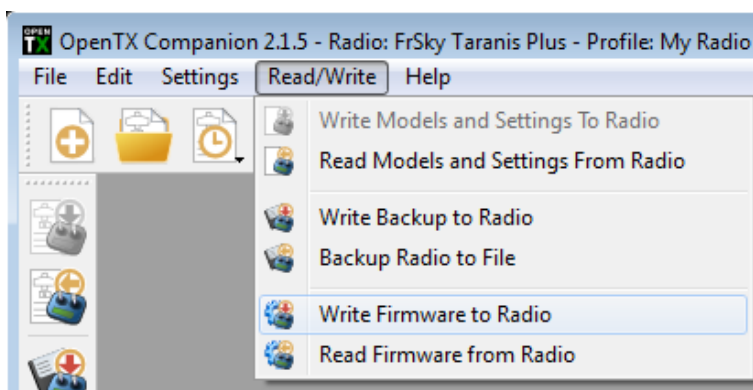 OPEN TX OpenTX Companion 2.1.5 - Radio: FrSky Taranis Plus - Profile: My Radio
File Edit Settings Read/Write Help
Write Models and Settings To Radio
Read Models and Settings From Radio
Write Backup to Radio
Backup Radio to File
Write Firmware to Radio
Read Firmware from Radio